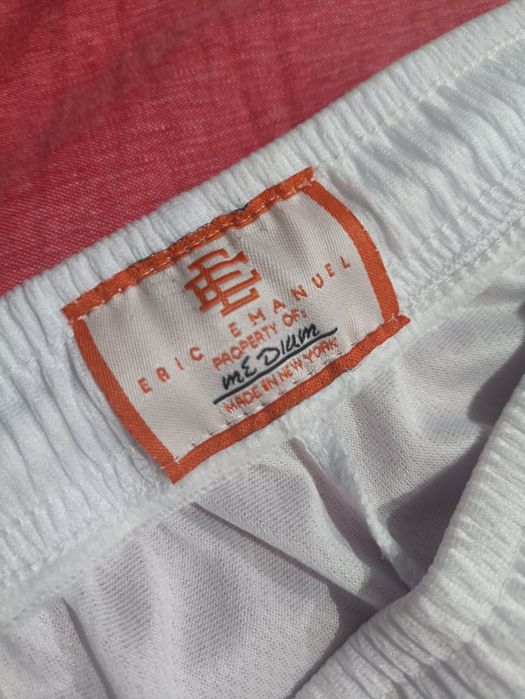 EE
ERIC EMANUEL
PROPERTY OF:
MEDIUM
MADE IN NEW YORK